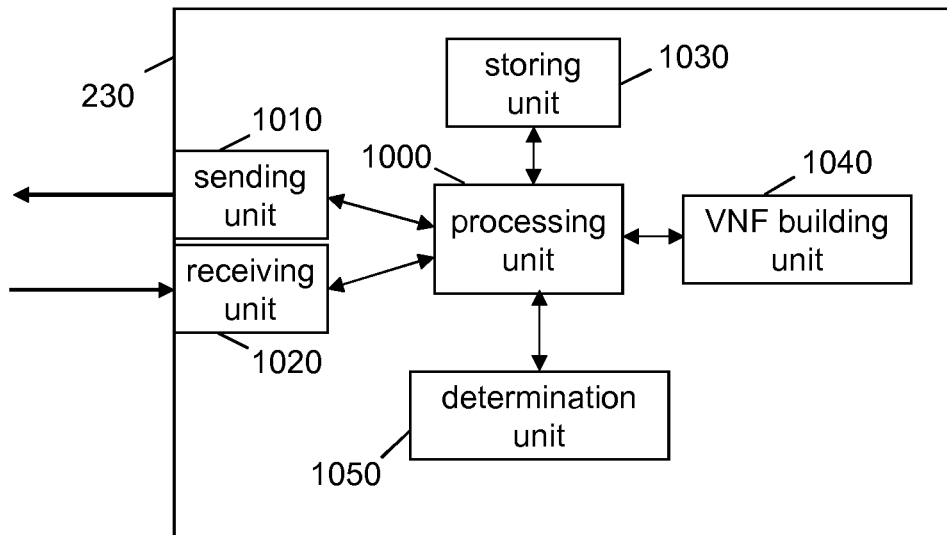 230
storing
unit
1030
1010
sending
unit
1000
processing
unit
1040
VNF building
unit
receiving
unit
1020
determination
unit
1050